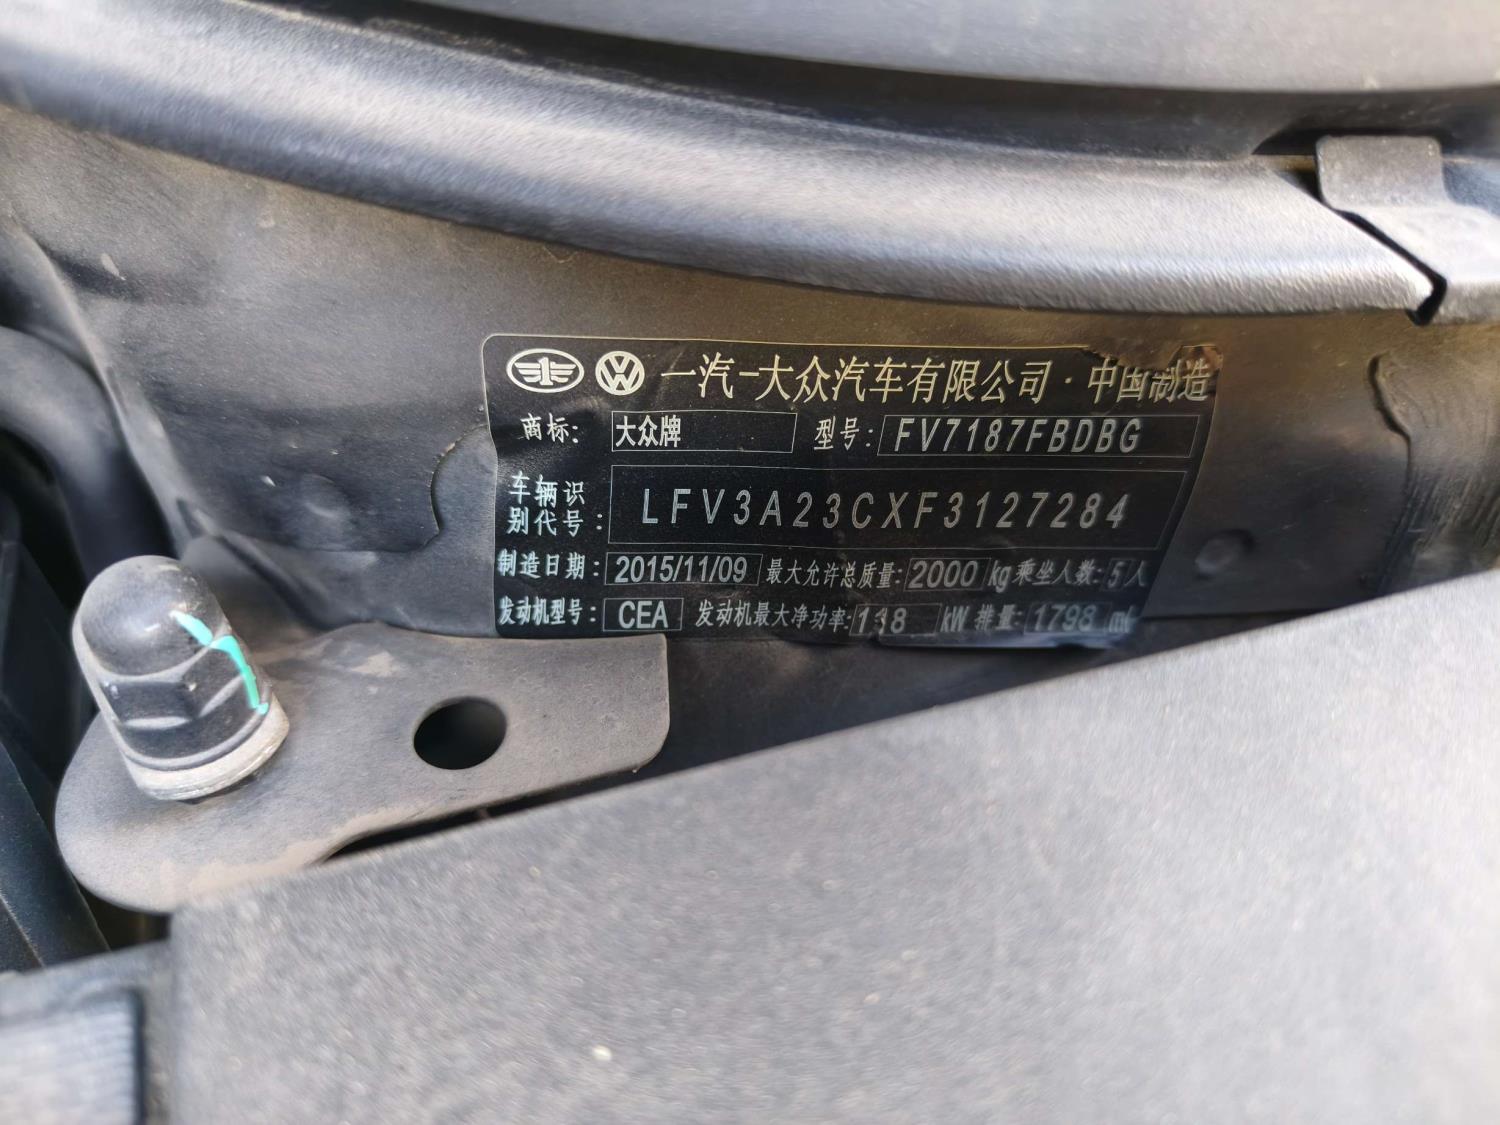 一汽-大众汽车有限公司·中国制造
商标: 大众牌 型号: FV7187FBDBG
车辆识别代号: LFV3A23CXF3127284
制造日期: 2015/11/09 最大允许总质量: 2000 kg 乘坐人数: 5人
发动机型号: CEA 发动机最大净功率: 118 kW 排量: 1798 ml